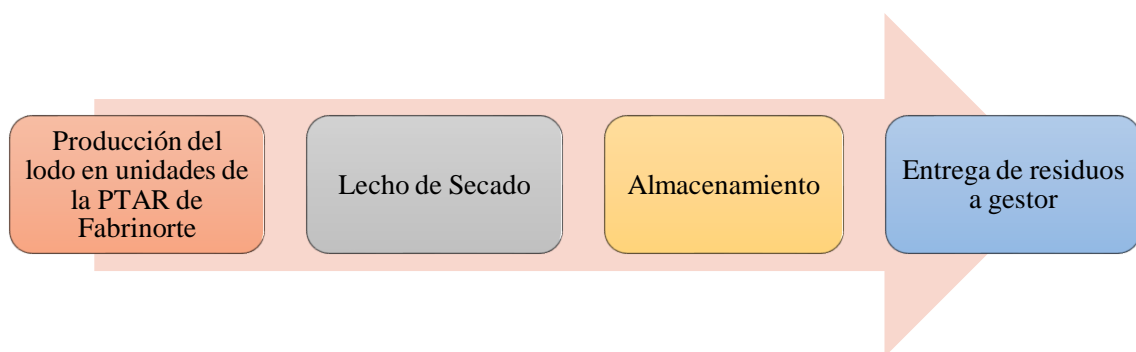 Producción del
lodo en unidades de
la PTAR de
Fabrinorte
Lecho de Secado
Almacenamiento
Entrega de residuos
a gestor